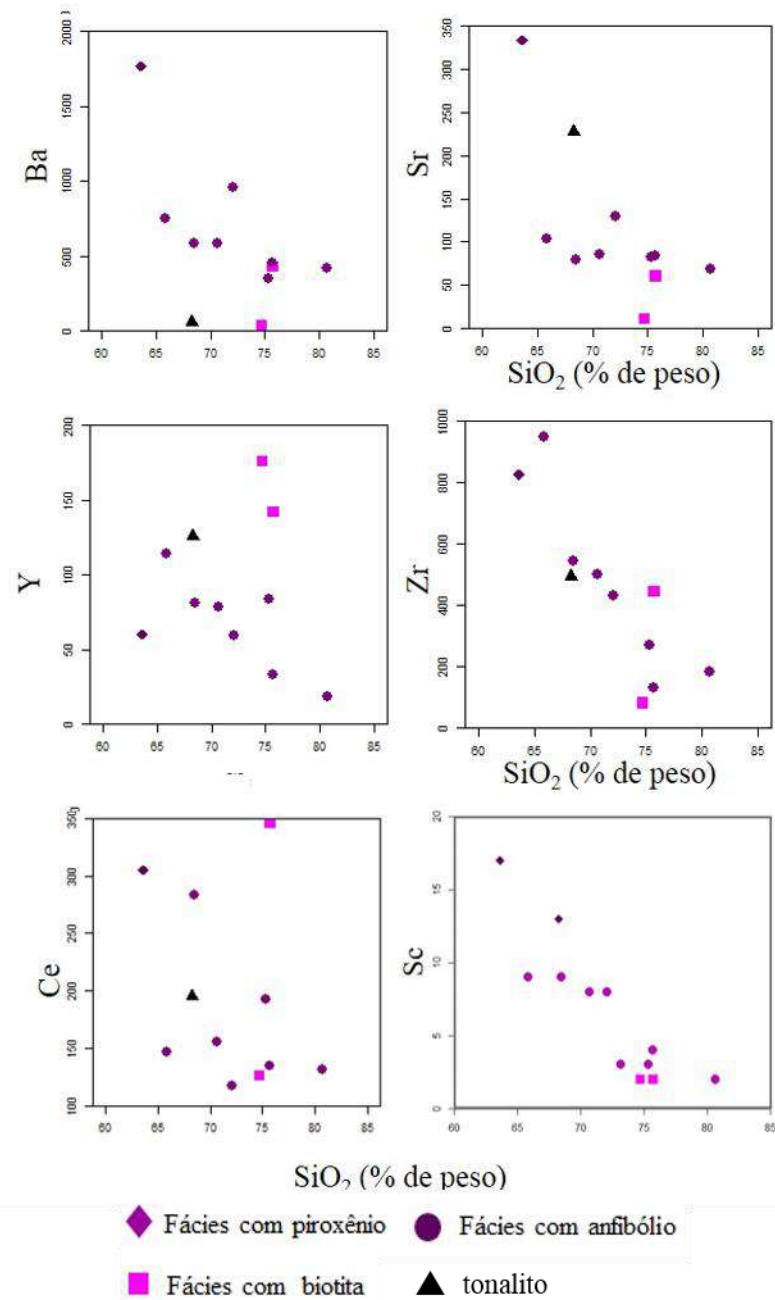 2000
1500
1000
500
0
Ba
60 65 70 75 80 85
350
300
250
200
150
100
50
0
Sr
60 65 70 75 80 85
SiO₂ (% de peso)
200
150
100
50
0
Y
60 65 70 75 80 85
1000
800
600
400
200
0
Zr
60 65 70 75 80 85
SiO₂ (% de peso)
350
300
250
200
150
100
Ce
60 65 70 75 80 85
20
15
10
5
0
Sc
60 65 70 75 80 85
SiO₂ (% de peso)
Fácies com piroxênio Fácies com anfibólio
Fácies com biotita tonalito